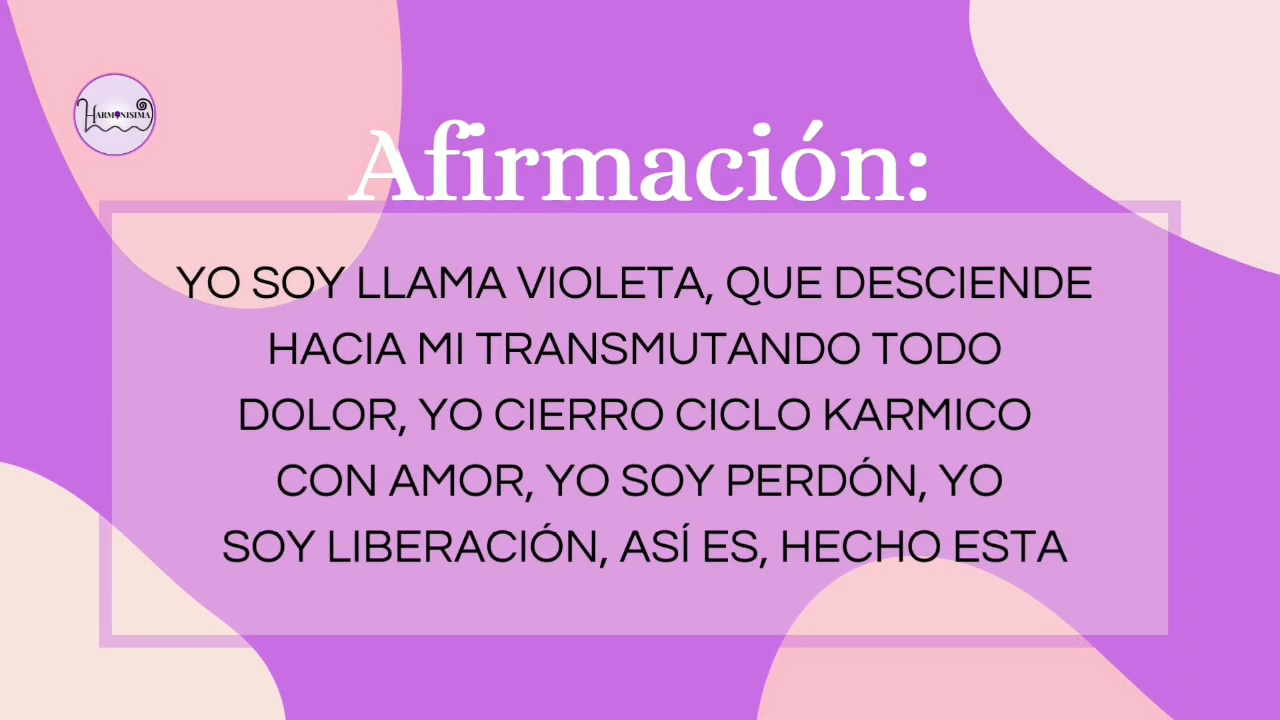 HARMONISIMA
Afirmación:
YO SOY LLAMA VIOLETA, QUE DESCIENDE
HACIA MI TRANSMUTANDO TODO
DOLOR, YO CIERRO CICLO KARMICO
CON AMOR, YO SOY PERDÓN, YO
SOY LIBERACIÓN, ASÍ ES, HECHO ESTA